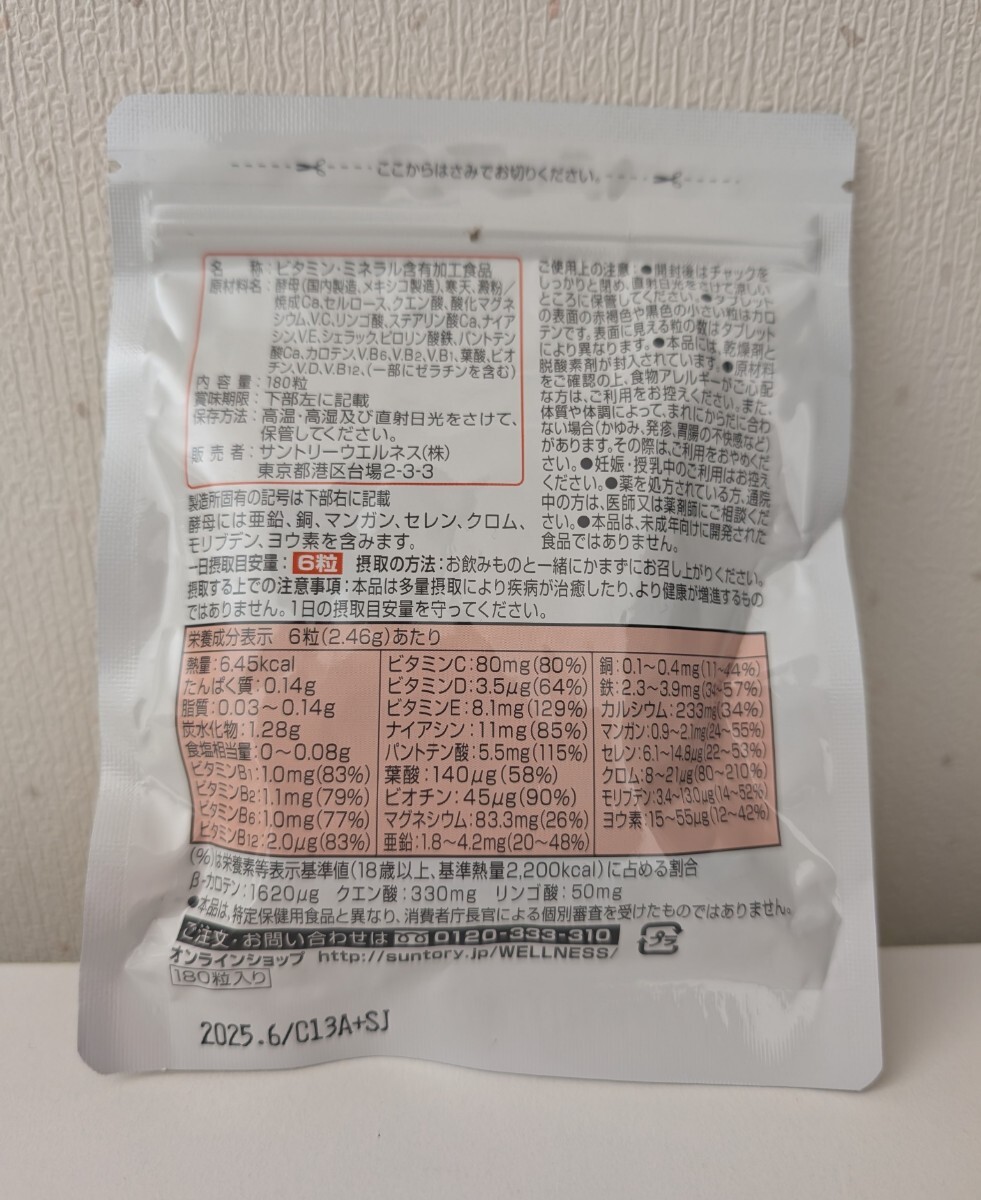 ここからはさみでお切りください。
名 称：ビタミン・ミネラル含有加工食品
原材料名：酵母(国内製造、メキシコ製造)、寒天、澱粉／
焼成Ca、セルロース、クエン酸、酸化マグネ
シウム、V.C、リンゴ酸、ステアリン酸Ca、ナイア
シン、V.E、シェラック、ピロリン酸鉄、パントテン
酸Ca、カロテン、V.B6、V.B2、V.B1、葉酸、ビオ
チン、V.D、V.B12、(一部にゼラチンを含む)
内 容 量：180粒
賞味期限：下部左に記載
保存方法：高温・高湿及び直射日光をさけて、
保管してください。
販 売 者：サントリーウエルネス(株)
東京都港区台場2-3-3
製造所固有の記号は下部右に記載
酵母には亜鉛、銅、マンガン、セレン、クロム、
モリブデン、ヨウ素を含みます。
ご使用上の注意：●開封後はチャックを
しっかりと閉め、直射日光をさけて涼しい
ところに保管してください。●タブレット
の表面の赤褐色や黒色の小さい粒はカロ
テンです。表面に見える粒の数はタブレット
により異なります。●本品には、乾燥剤と
脱酸素剤が封入されています。●原材料
をご確認の上、食物アレルギーがご心配
な方は、ご利用をお控えください。また、
体質や体調によって、まれにからだに合わ
ない場合(かゆみ、発疹、胃腸の不快感など)
があります。その際は、ご利用をおやめくだ
さい。●妊娠・授乳中のご利用はお控え
ください。●薬を処方されている方、通院
中の方は、医師又は薬剤師にご相談くだ
さい。●本品は、未成年向けに開発された
食品ではありません。
一日摂取目安量：6粒 摂取の方法：お飲みものと一緒にかまずにお召し上がりください。
摂取する上での注意事項：本品は多量摂取により疾病が治癒したり、より健康が増進するもの
ではありません。1日の摂取目安量を守ってください。
栄養成分表示 6粒(2.46g)あたり
熱量：6.45kcal
たんぱく質：0.14g
脂質：0.03～0.14g
炭水化物：1.28g
食塩相当量：0～0.08g
ビタミンB1：1.0mg(83%)
ビタミンB2：1.1mg(79%)
ビタミンB6：1.0mg(77%)
ビタミンB12：2.0μg(83%)
ビタミンC：80mg(80%)
ビタミンD：3.5μg(64%)
ビタミンE：8.1mg(129%)
ナイアシン：11mg(85%)
パントテン酸：5.5mg(115%)
葉酸：140μg(58%)
ビオチン：45μg(90%)
マグネシウム：83.3mg(26%)
亜鉛：1.8～4.2mg(20～48%)
銅：0.1～0.4mg(11～44%)
鉄：2.3～3.9mg(34～57%)
カルシウム：233mg(34%)
マンガン：0.9～2.1mg(24～55%)
セレン：6.1～14.8μg(22～53%)
クロム：8～21μg(80～210%)
モリブデン：3.4～13.0μg(14～52%)
ヨウ素：15～55μg(12～42%)
(%)は栄養素等表示基準値(18歳以上、基準熱量2,200kcal)に占める割合
β-カロテン：1620μg クエン酸：330mg リンゴ酸：50mg
●本品は、特定保健用食品と異なり、消費者庁長官による個別審査を受けたものではありません。
ご注文・お問い合わせは 0120-333-310
オンラインショップ http://suntory.jp/WELLNESS/
プラ
180粒入り
2025.6/C13A+SJ